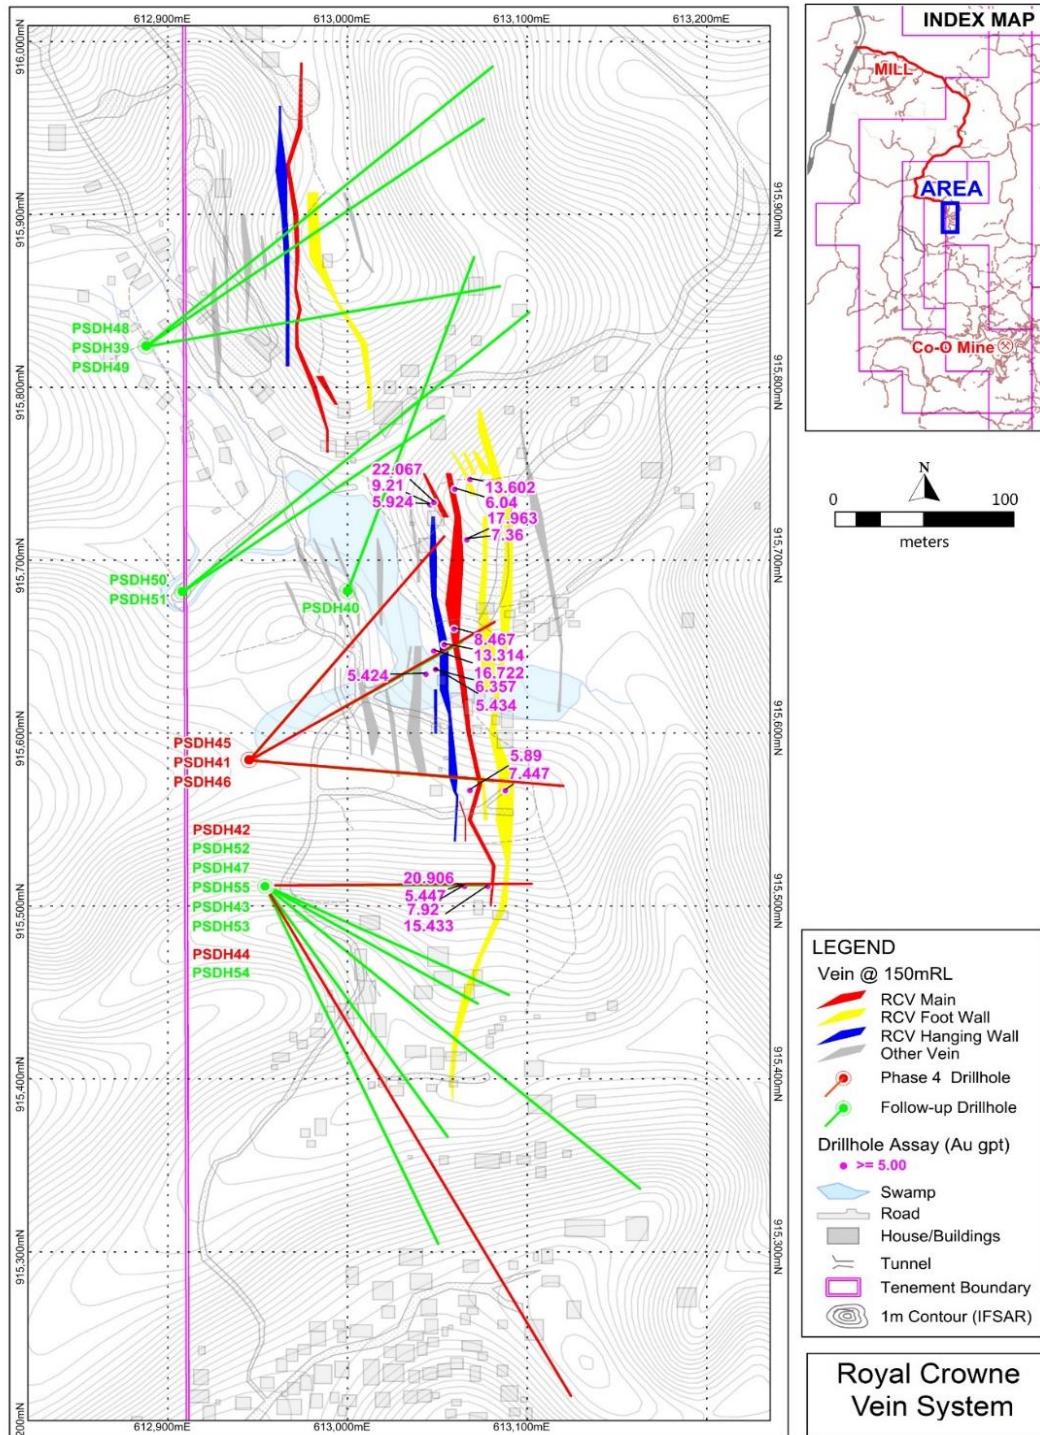 612,900mE
613,000mE
613,100mE
613,200mE
916,000mN
915,900mN
915,800mN
915,700mN
915,600mN
915,500mN
915,400mN
915,300mN
200mN
915,900mN
915,800mN
915,700mN
915,600mN
915,500mN
915,400mN
915,300mN
PSDH48
PSDH39
PSDH49
22.067
9.21
5.924
13.602
6.04
17.963
7.36
PSDH50
PSDH51
PSDH40
8.467
13.314
16.722
6.357
5.434
5.424
PSDH45
PSDH41
PSDH46
5.89
7.447
PSDH42
PSDH52
PSDH47
PSDH55
PSDH43
PSDH53
PSDH44
PSDH54
20.906
5.447
7.92
15.433
612,900mE
613,000mE
613,100mE
INDEX MAP
MILL
AREA
Co-O Mine
N
0
100
meters
LEGEND
Vein @ 150mRL
RCV Main
RCV Foot Wall
RCV Hanging Wall
Other Vein
Phase 4 Drillhole
Follow-up Drillhole
Drillhole Assay (Au gpt)
>= 5.00
Swamp
Road
House/Buildings
Tunnel
Tenement Boundary
1m Contour (IFSAR)
Royal Crowne
Vein System